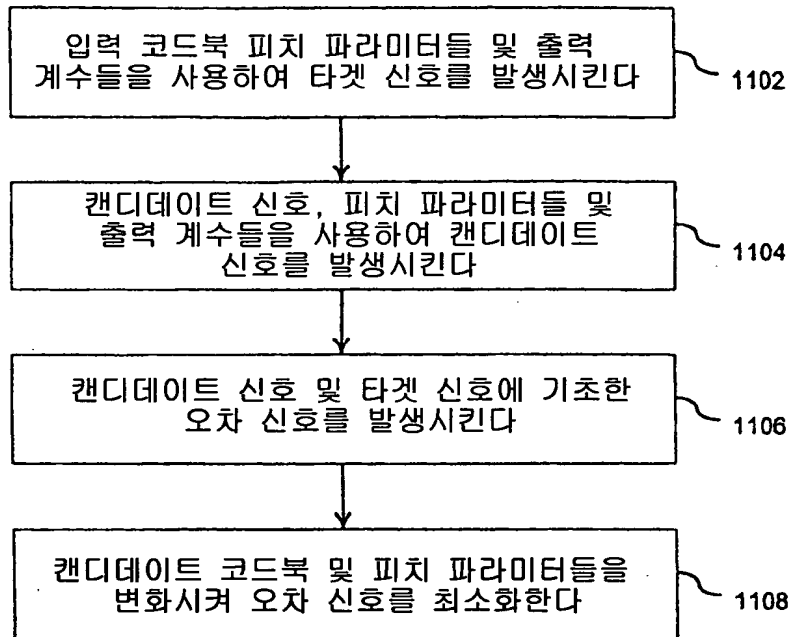 입력 코드북 피치 파라미터들 및 출력
계수들을 사용하여 타겟 신호를 발생시킨다
1102
캔디데이트 신호, 피치 파라미터들 및
출력 계수들을 사용하여 캔디데이트
신호를 발생시킨다
1104
캔디데이트 신호 및 타겟 신호에 기초한
오차 신호를 발생시킨다
1106
캔디데이트 코드북 및 피치 파라미터들을
변화시켜 오차 신호를 최소화한다
1108